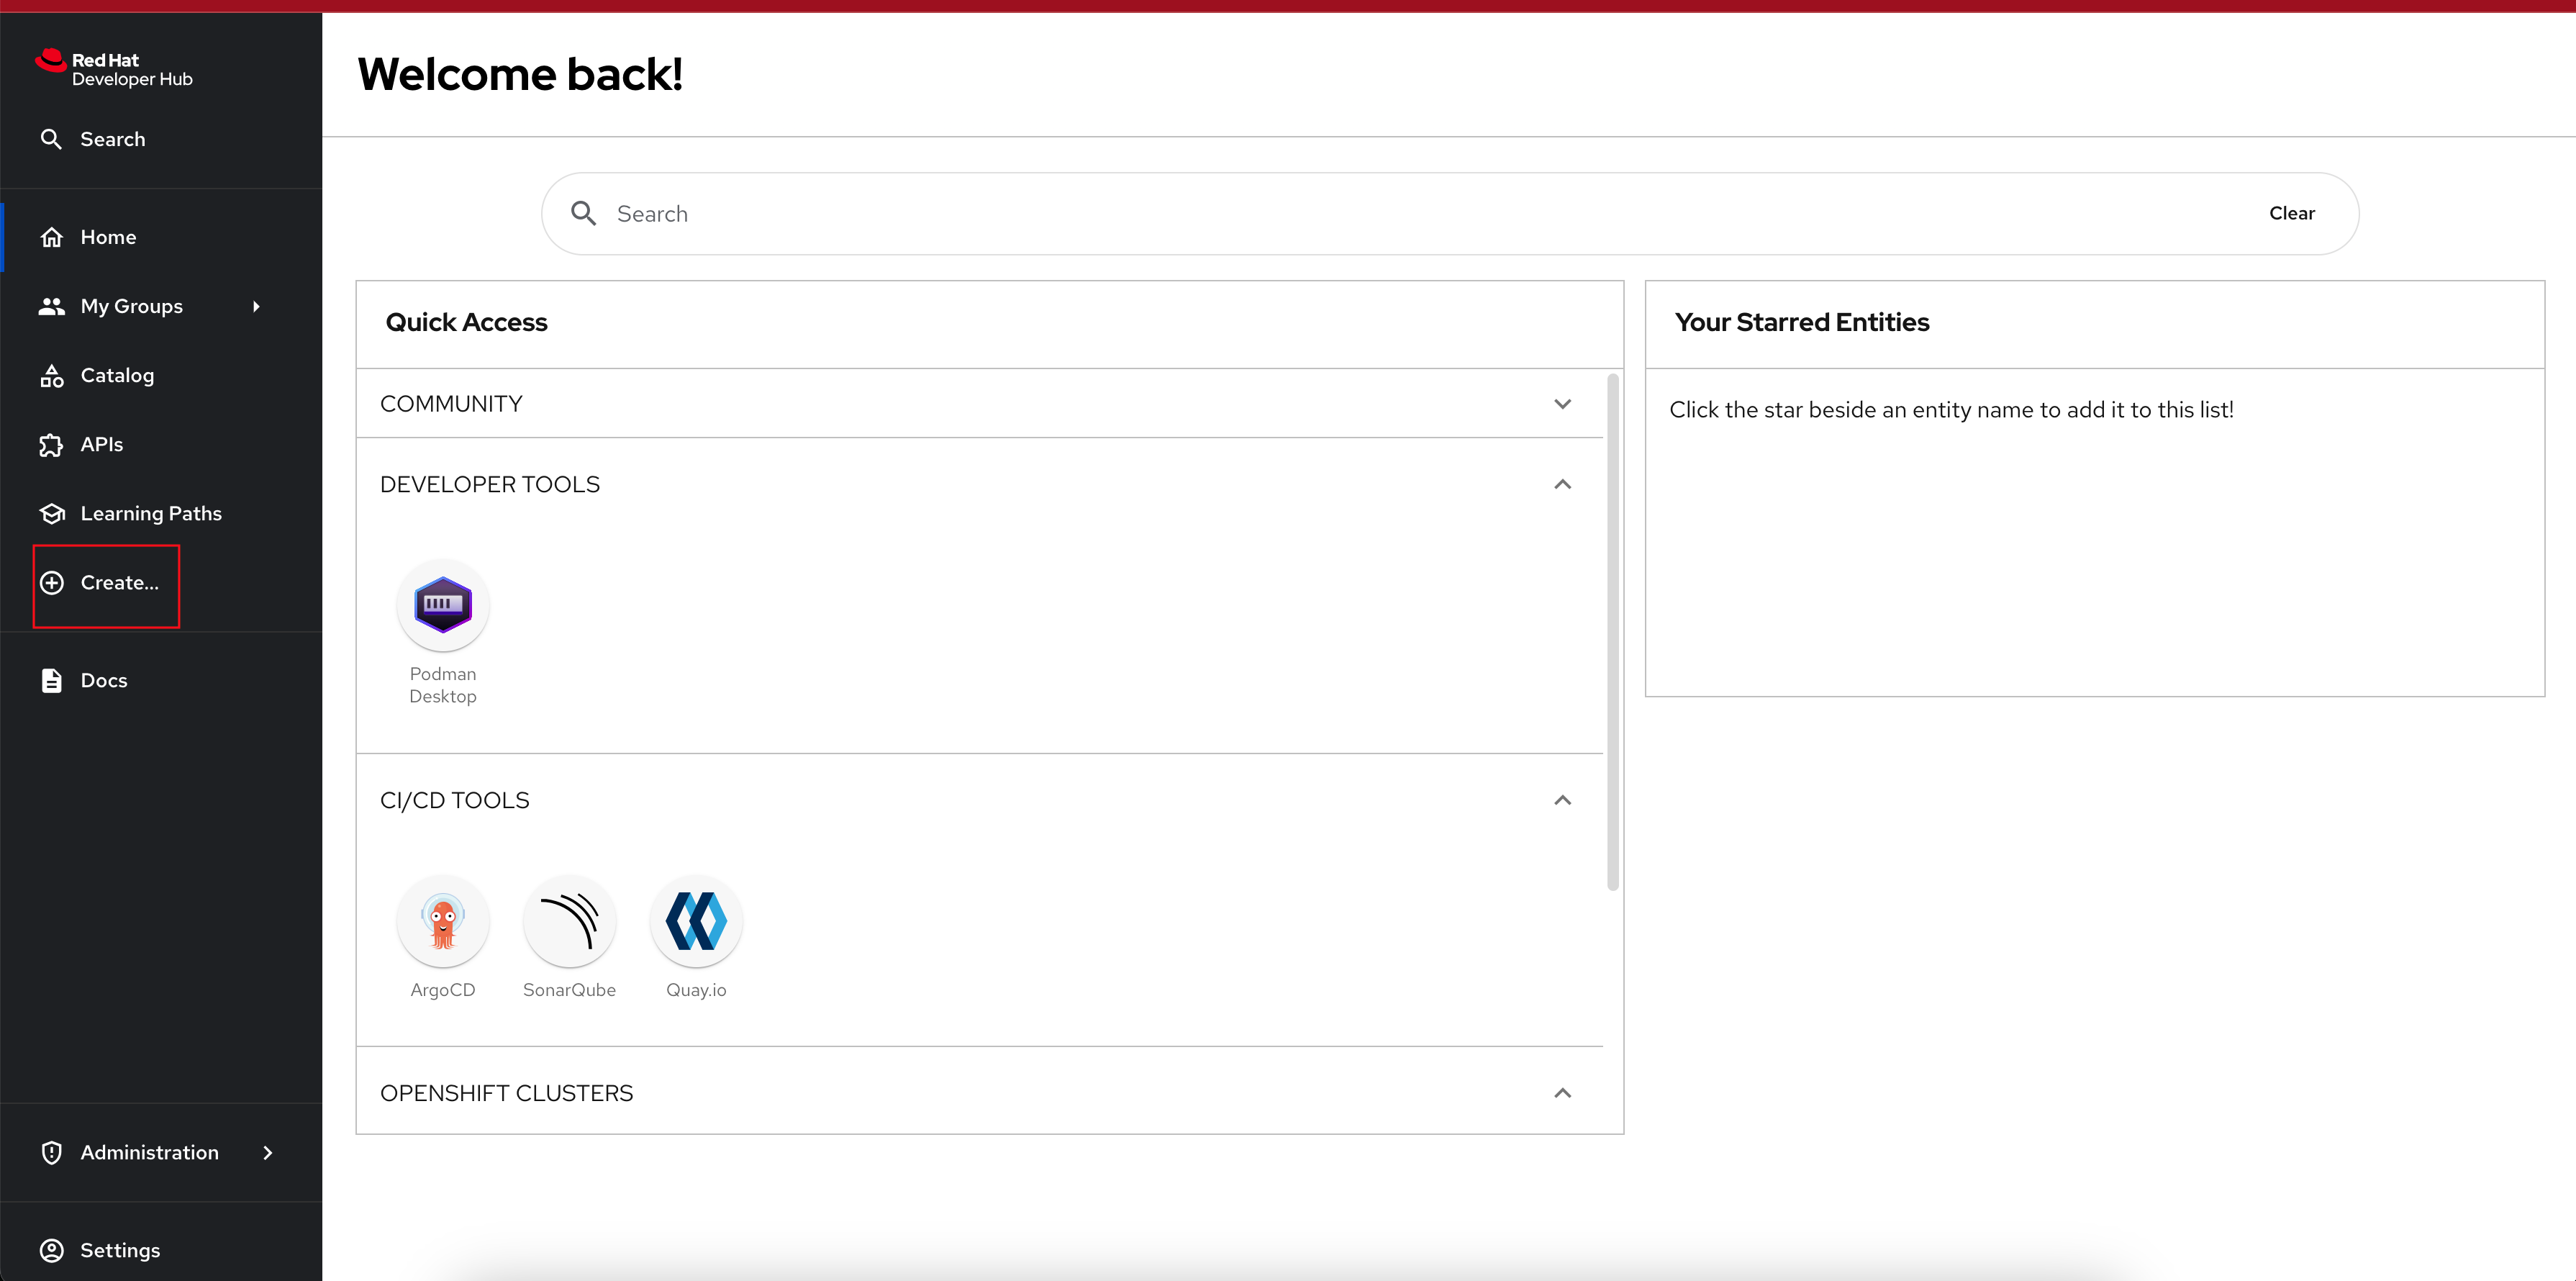 Red Hat
Developer Hub
Search
Home
My Groups
Catalog
APIs
Learning Paths
Create...
Docs
Administration
Settings
Welcome back!
Search
Clear
Quick Access
COMMUNITY
DEVELOPER TOOLS
Podman
Desktop
CI/CD TOOLS
ArgoCD
SonarQube
Quay.io
OPENSHIFT CLUSTERS
Your Starred Entities
Click the star beside an entity name to add it to this list!